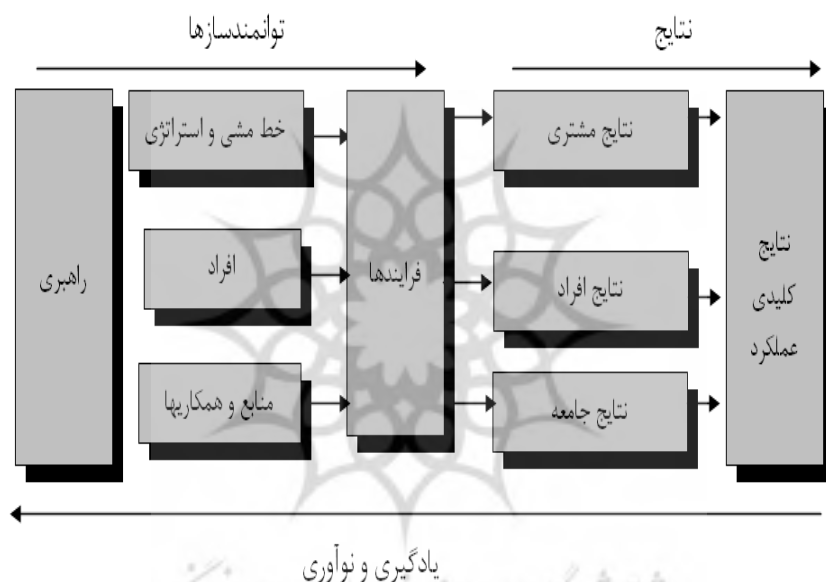 توانمندسازها
نتایج
راهبری
خط مشی و استراتژی
افراد
منابع و همکاریها
فرایندها
نتایج مشتری
نتایج افراد
نتایج جامعه
نتایج
کلیدی
عملکرد
یادگیری و نوآوری